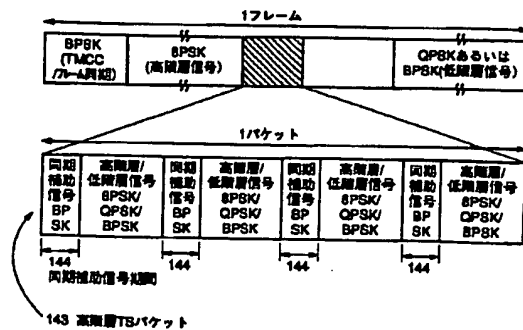 1フレーム
BPSK
(TMCC
/フレーム同期)
8PSK
(高階層信号)
QPSKあるいは
BPSK(低階層信号)
1パケット
同期
補助
信号
BP
SK
高階層/
低階層信号
8PSK/
QPSK/
BPSK
同期
補助
信号
BP
SK
高階層/
低階層信号
8PSK/
QPSK/
BPSK
同期
補助
信号
BP
SK
高階層/
低階層信号
8PSK/
QPSK/
BPSK
同期
補助
信号
BP
SK
高階層/
低階層信号
8PSK/
QPSK/
BPSK
144
144
144
144
同期補助信号期間
143 高階層TSパケット